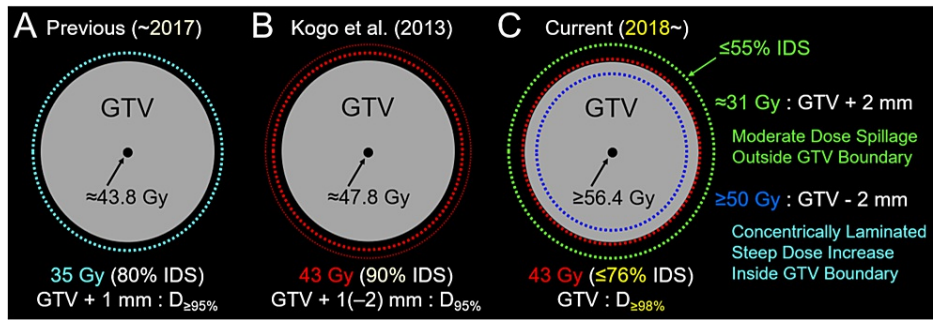 A Previous (~2017)
GTV
≈43.8 Gy
35 Gy (80% IDS)
GTV + 1 mm : D≥95%
B Kogo et al. (2013)
GTV
≈47.8 Gy
43 Gy (90% IDS)
GTV + 1(–2) mm : D95%
C Current (2018~)
GTV
≥56.4 Gy
43 Gy (≤76% IDS)
GTV : D≥98%
≤55% IDS
≈31 Gy : GTV + 2 mm
Moderate Dose Spillage
Outside GTV Boundary
≥50 Gy : GTV - 2 mm
Concentrically Laminated
Steep Dose Increase
Inside GTV Boundary